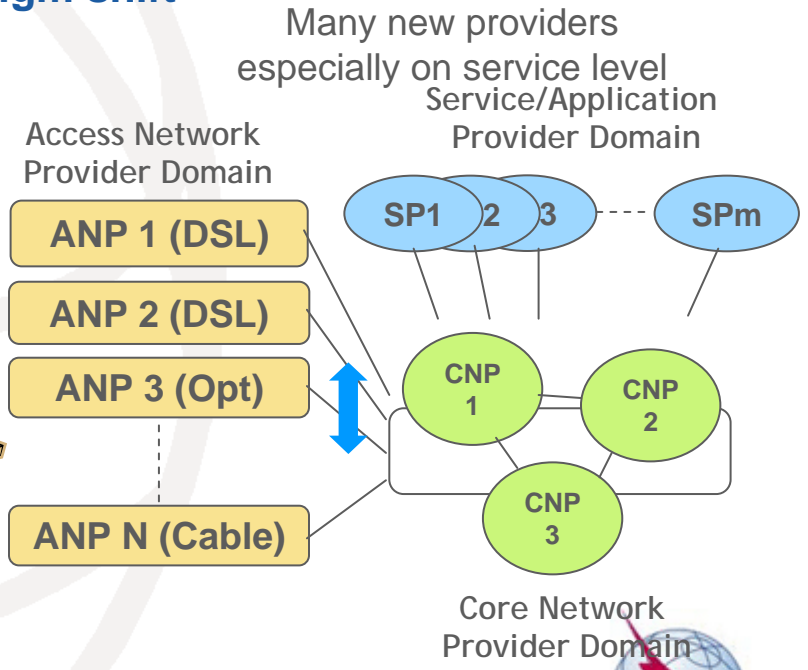 Many new providers
especially on service level
Service/Application
Provider Domain
Access Network
Provider Domain
SP1
2
3
SPm
ANP 1 (DSL)
ANP 2 (DSL)
ANP 3 (Opt)
ANP N (Cable)
CNP
1
CNP
2
CNP
3
Core Network
Provider Domain